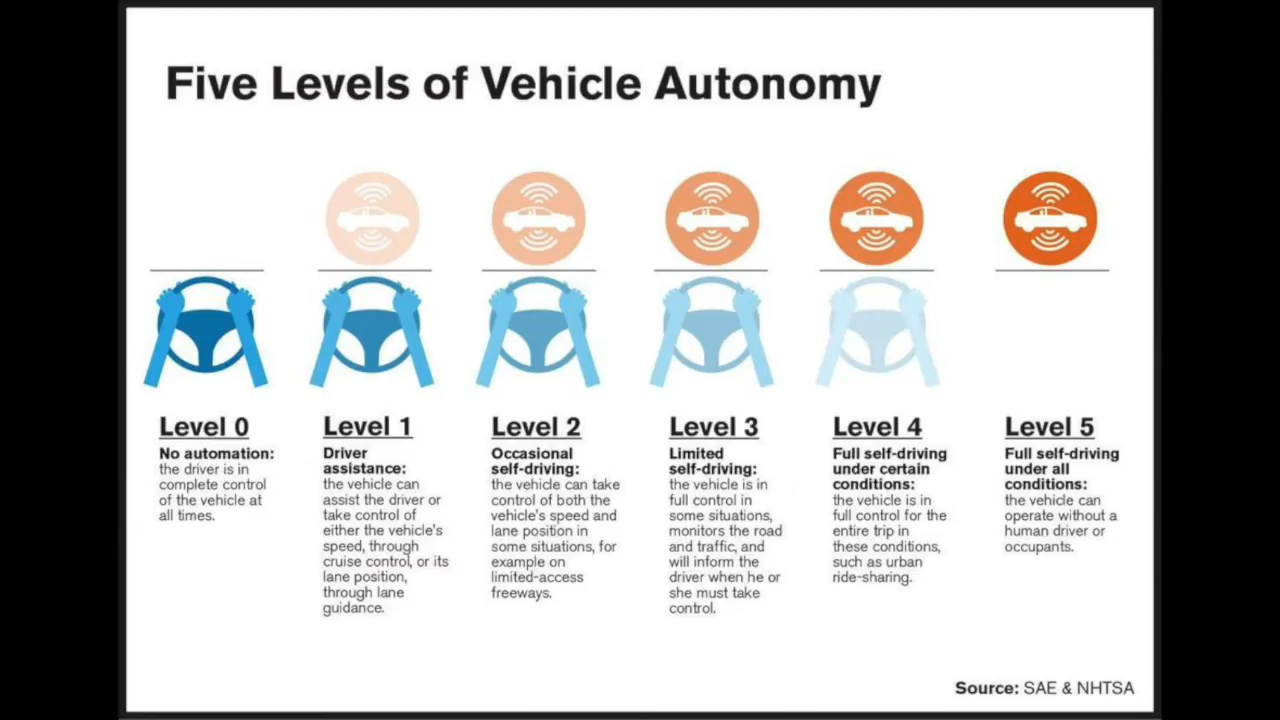 Five Levels of Vehicle Autonomy
Level 0
No automation:
the driver is in
complete control
of the vehicle at
all times.
Level 1
Driver
assistance:
the vehicle can
assist the driver or
take control of
either the vehicle's
speed, through
cruise control, or its
lane position,
through lane
guidance.
Level 2
Occasional
self-driving:
the vehicle can take
control of both the
vehicle's speed and
lane position in
some situations, for
example on
limited-access
freeways.
Level 3
Limited
self-driving:
the vehicle is in
full control in
some situations,
monitors the road
and traffic, and
will inform the
driver when he or
she must take
control.
Level 4
Full self-driving
under certain
conditions:
the vehicle is in
full control for the
entire trip in
these conditions,
such as urban
ride-sharing.
Level 5
Full self-driving
under all
conditions:
the vehicle can
operate without a
human driver or
occupants.
Source: SAE & NHTSA